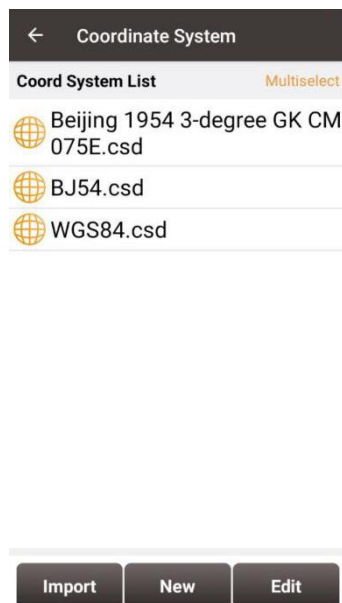 Coordinate System
Coord System List Multiselect
Beijing 1954 3-degree GK CM
075E.csd
BJ54.csd
WGS84.csd
Import New Edit